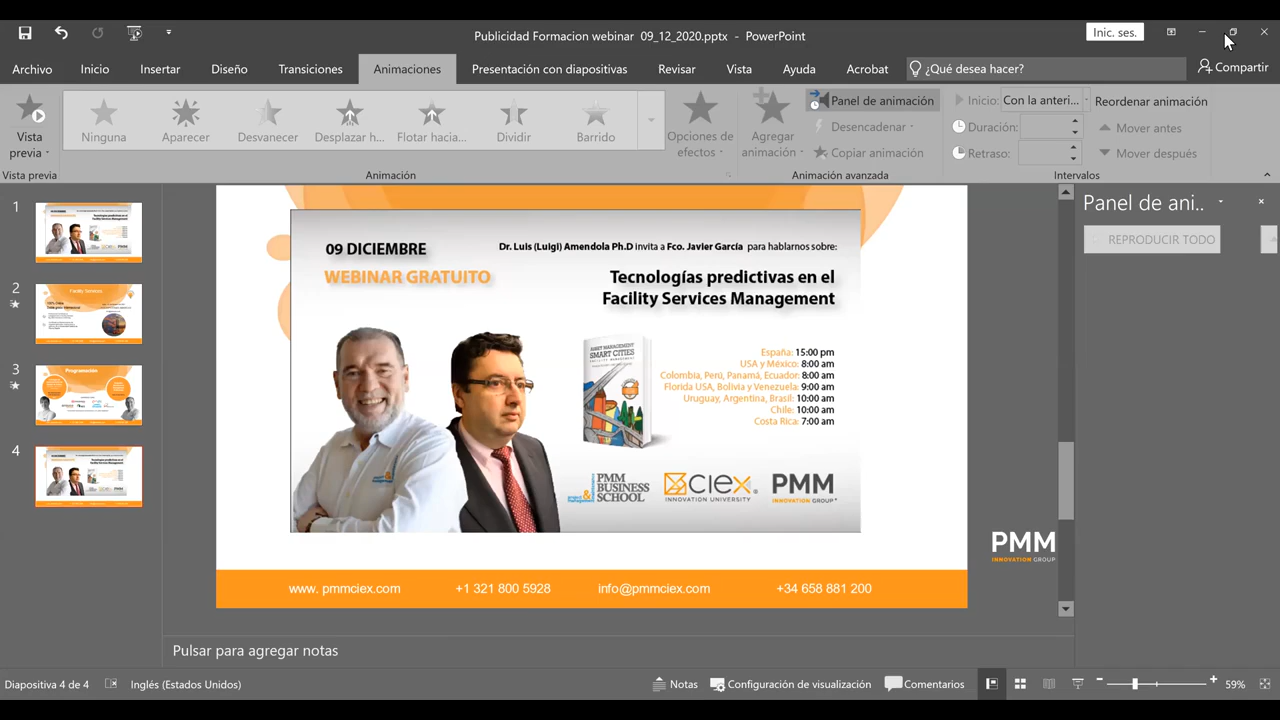 Publicidad Formacion webinar 09_12_2020.pptx - PowerPoint
Inic. ses.
Archivo Inicio Insertar Diseño Transiciones Animaciones Presentación con diapositivas Revisar Vista Ayuda Acrobat ¿Qué desea hacer? Compartir
Vista previa
Ninguna Aparecer Desvanecer Desplazar h... Flotar hacia... Dividir Barrido
Opciones de efectos
Agregar animación
Panel de animación
Desencadenar
Copiar animación
Inicio: Con la anteri...
Duración:
Retraso:
Reordenar animación
Mover antes
Mover después
Vista previa Animación Animación avanzada Intervalos
1
2
3
4
09 DICIEMBRE
WEBINAR GRATUITO
Dr. Luis (Luigi) Amendola Ph.D invita a Fco. Javier García para hablarnos sobre:
Tecnologías predictivas en el
Facility Services Management
ASSET MANAGEMENT
SMART CITIES
España: 15:00 pm
USA y México: 8:00 am
Colombia, Perú, Panamá, Ecuador: 8:00 am
Florida USA, Bolivia y Venezuela: 9:00 am
Uruguay, Argentina, Brasil: 10:00 am
Chile: 10:00 am
Costa Rica: 7:00 am
PMM
BUSINESS
SCHOOL
CIEX
INNOVATION UNIVERSITY
PMM
INNOVATION GROUP
www. pmmciex.com +1 321 800 5928 info@pmmciex.com +34 658 881 200
PMM
INNOVATION GROUP
Panel de ani...
REPRODUCIR TODO
Pulsar para agregar notas
Diapositiva 4 de 4 Inglés (Estados Unidos) Notas Configuración de visualización Comentarios 59%